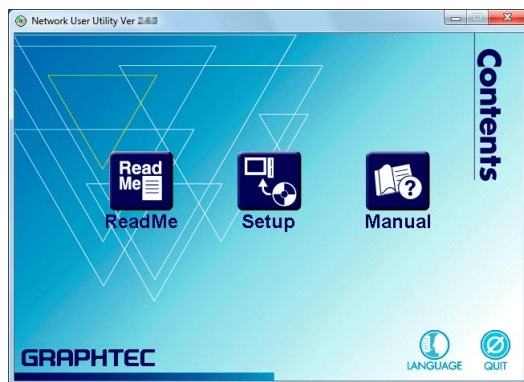 Network User Utility Ver
Contents
Read
Me
ReadMe
Setup
Manual
GRAPHTEC
LANGUAGE
QUIT